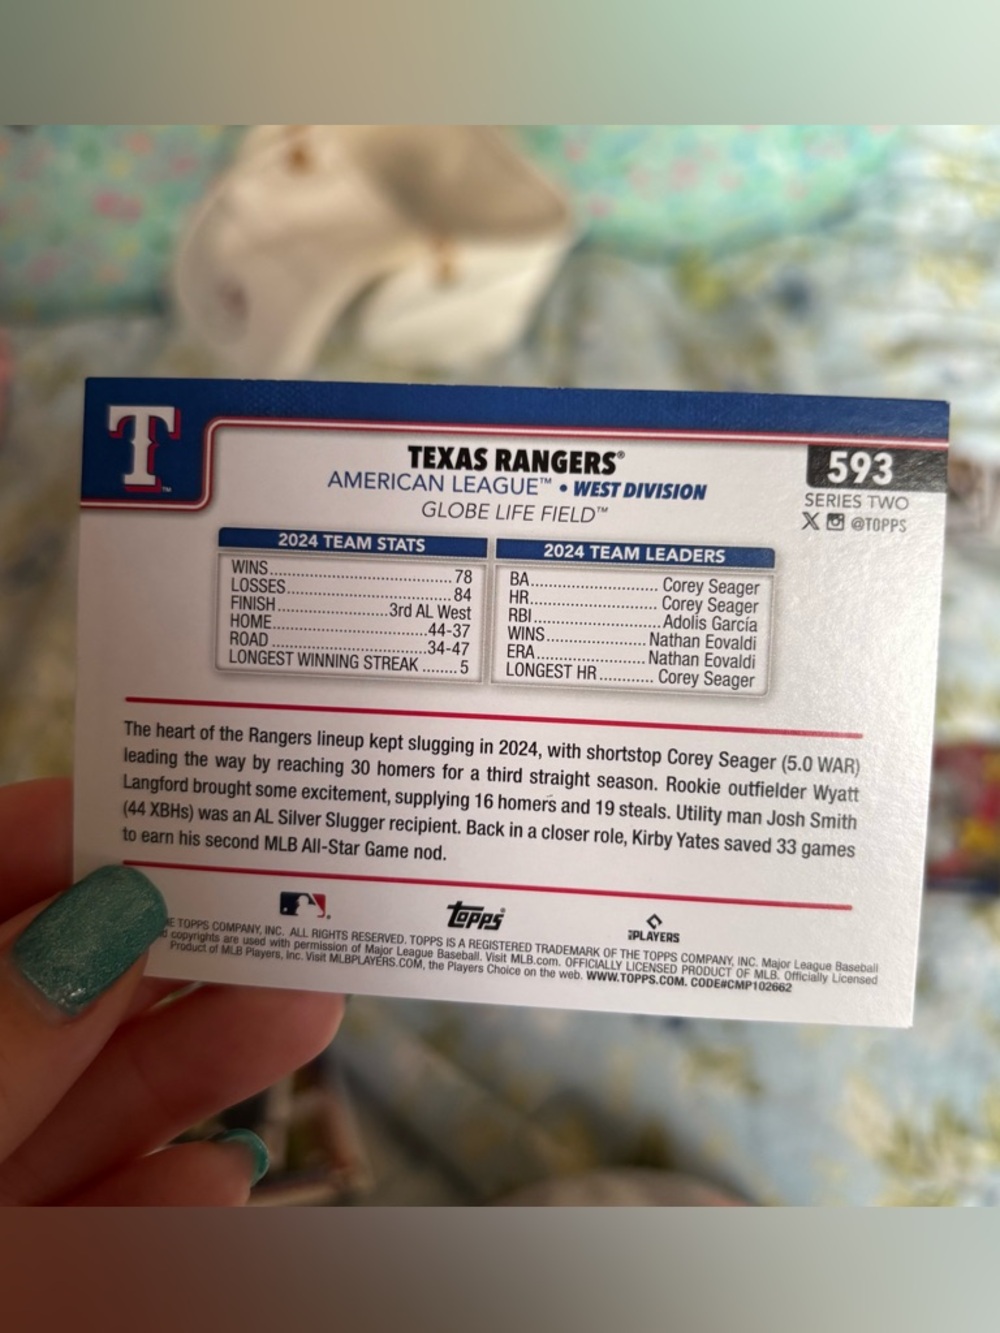 T™
TEXAS RANGERS®
AMERICAN LEAGUE™ • WEST DIVISION
GLOBE LIFE FIELD™
593
SERIES TWO
X @TOPPS
2024 TEAM STATS
WINS..............................78
LOSSES...........................84
FINISH..................3rd AL West
HOME.........................44-37
ROAD.........................34-47
LONGEST WINNING STREAK........5
2024 TEAM LEADERS
BA.......................Corey Seager
HR.......................Corey Seager
RBI......................Adolis García
WINS..................Nathan Eovaldi
ERA...................Nathan Eovaldi
LONGEST HR............Corey Seager
The heart of the Rangers lineup kept slugging in 2024, with shortstop Corey Seager (5.0 WAR)
leading the way by reaching 30 homers for a third straight season. Rookie outfielder Wyatt
Langford brought some excitement, supplying 16 homers and 19 steals. Utility man Josh Smith
(44 XBHs) was an AL Silver Slugger recipient. Back in a closer role, Kirby Yates saved 33 games
to earn his second MLB All-Star Game nod.
topps
PLAYERS
TOPPS COMPANY, INC. ALL RIGHTS RESERVED. TOPPS IS A REGISTERED TRADEMARK OF THE TOPPS COMPANY, INC. Major League Baseball
copyrights are used with permission of Major League Baseball. Visit MLB.com. OFFICIALLY LICENSED PRODUCT OF MLB. Officially Licensed
Product of MLB Players, Inc. Visit MLBPLAYERS.COM, the Players Choice on the web. WWW.TOPPS.COM. CODE#CMP102662